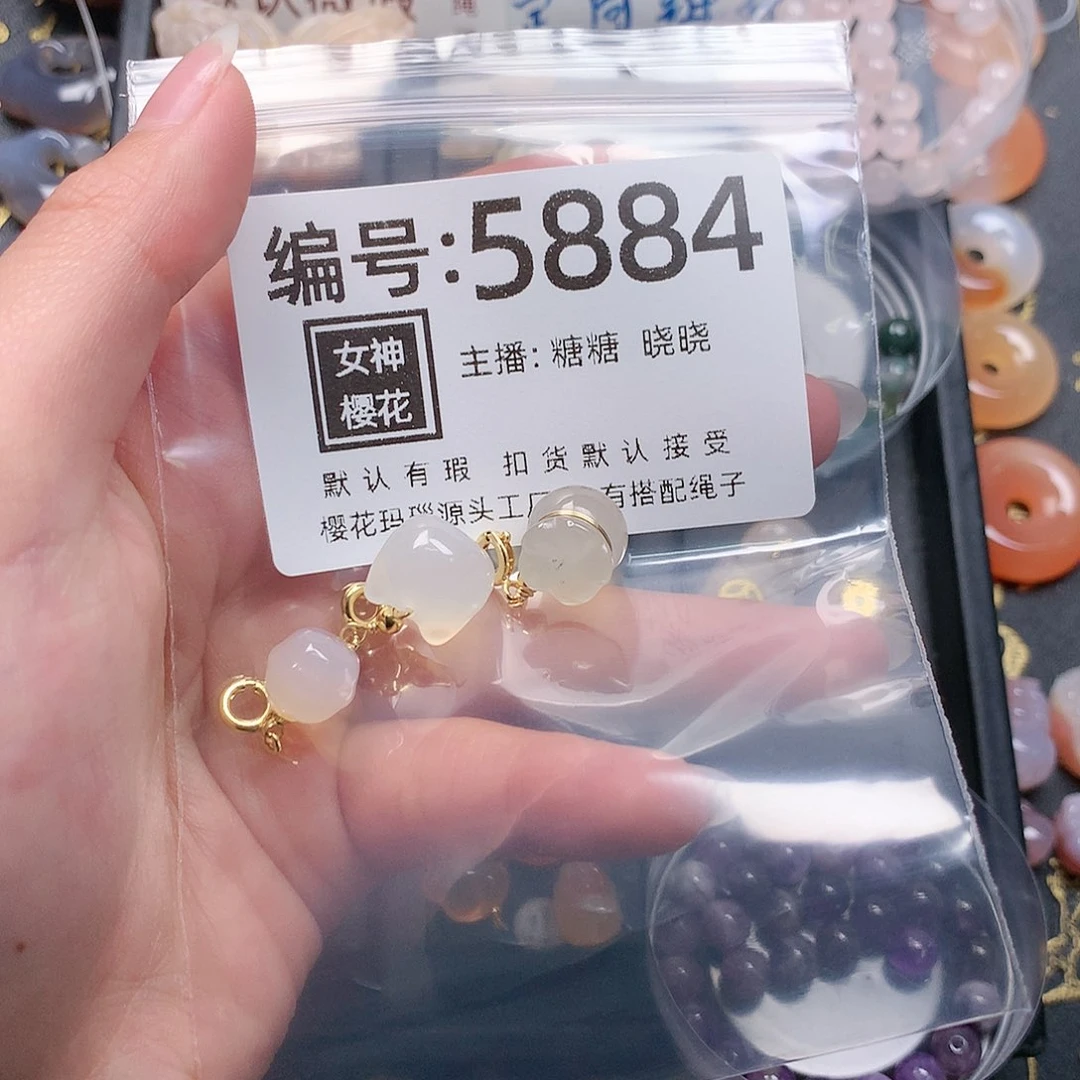 编号:5884
女神
樱花
主播: 糖糖 晓晓
默认有瑕 扣货默认接受
樱花玛瑙源头工厂 有搭配绳子